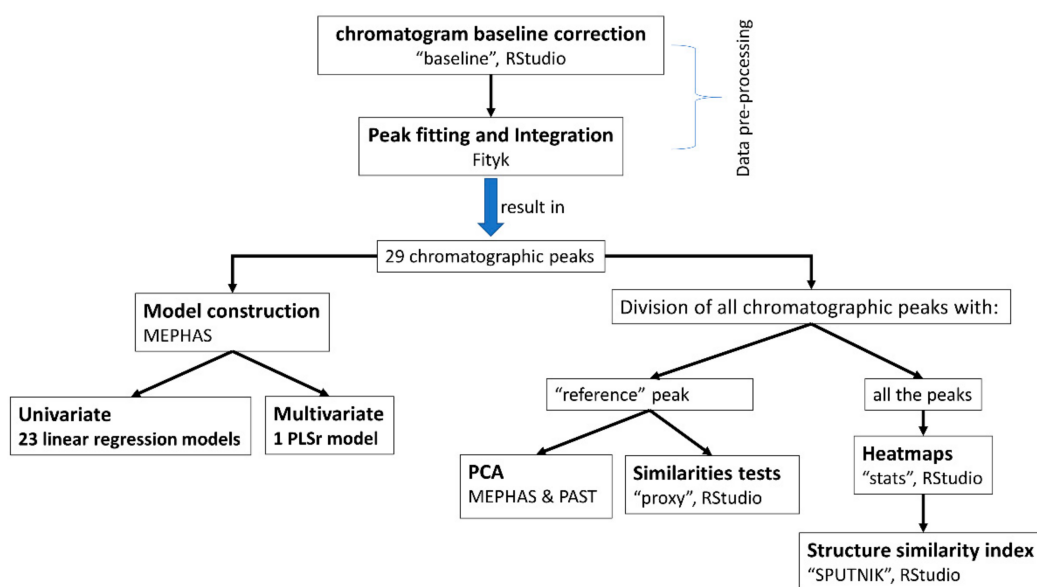 chromatogram baseline correction
“baseline”, RStudio
Data pre-processing
Peak fitting and Integration
Fityk
result in
29 chromatographic peaks
Model construction
MEPHAS
Division of all chromatographic peaks with:
Univariate
23 linear regression models
Multivariate
1 PLSr model
“reference” peak
all the peaks
PCA
MEPHAS & PAST
Similarities tests
“proxy”, RStudio
Heatmaps
“stats”, RStudio
Structure similarity index
“SPUTNIK”, RStudio